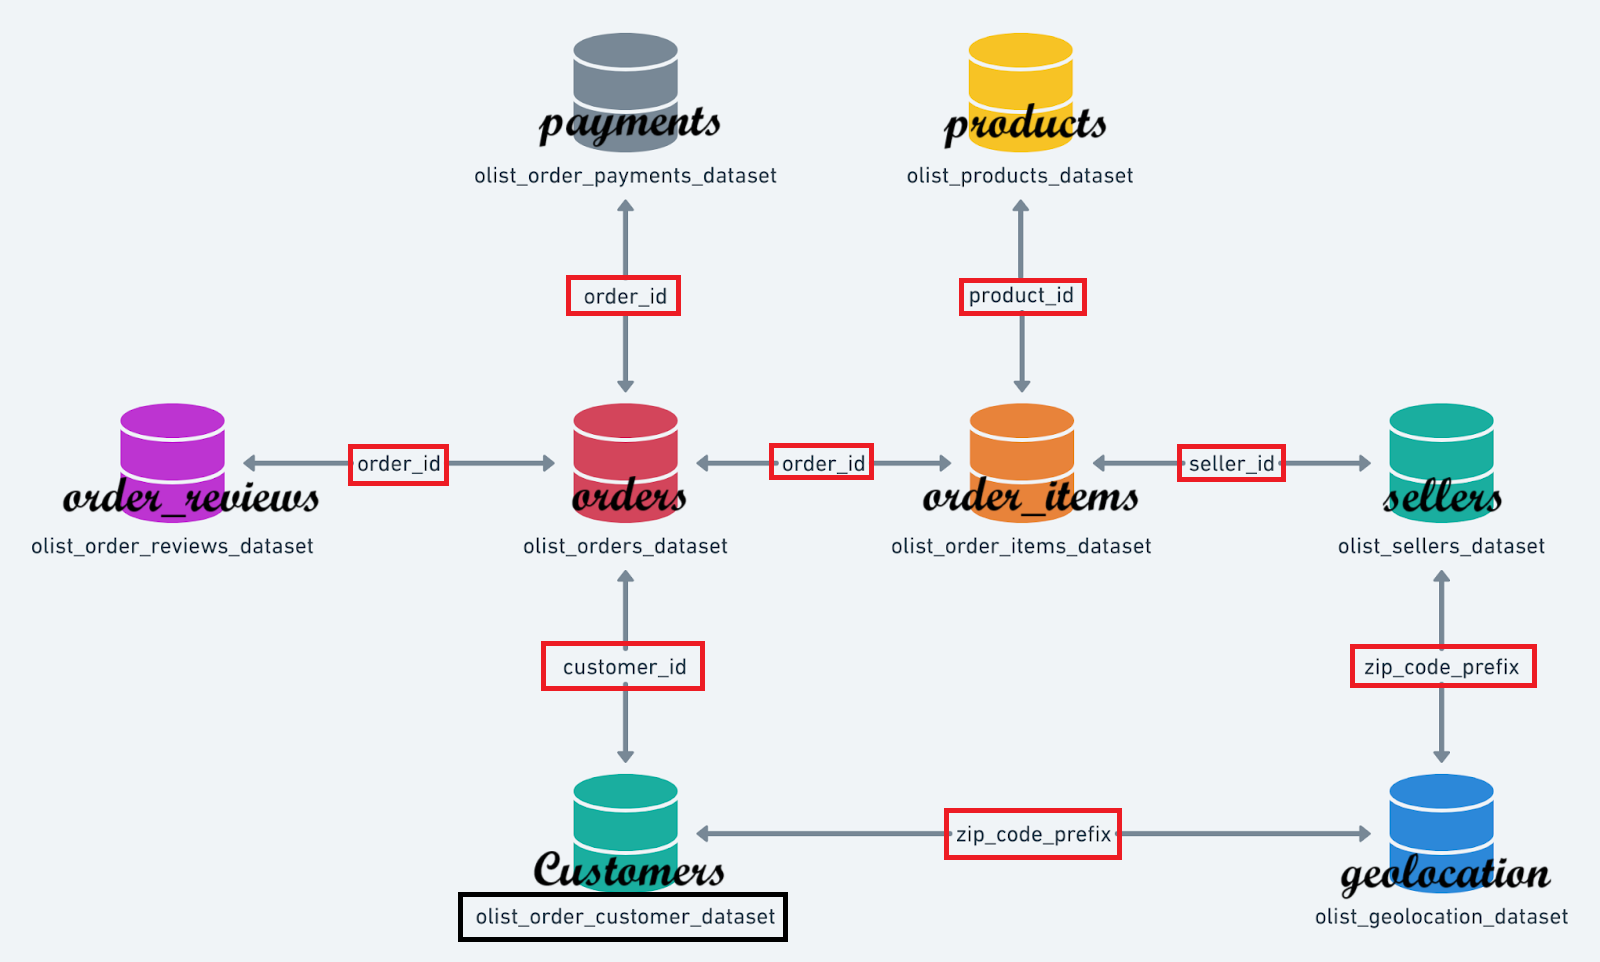 payments
olist_order_payments_dataset
products
olist_products_dataset
order_id
product_id
order_reviews
olist_order_reviews_dataset
order_id
orders
olist_orders_dataset
order_id
order_items
olist_order_items_dataset
seller_id
sellers
olist_sellers_dataset
customer_id
zip_code_prefix
Customers
olist_order_customer_dataset
zip_code_prefix
geolocation
olist_geolocation_dataset